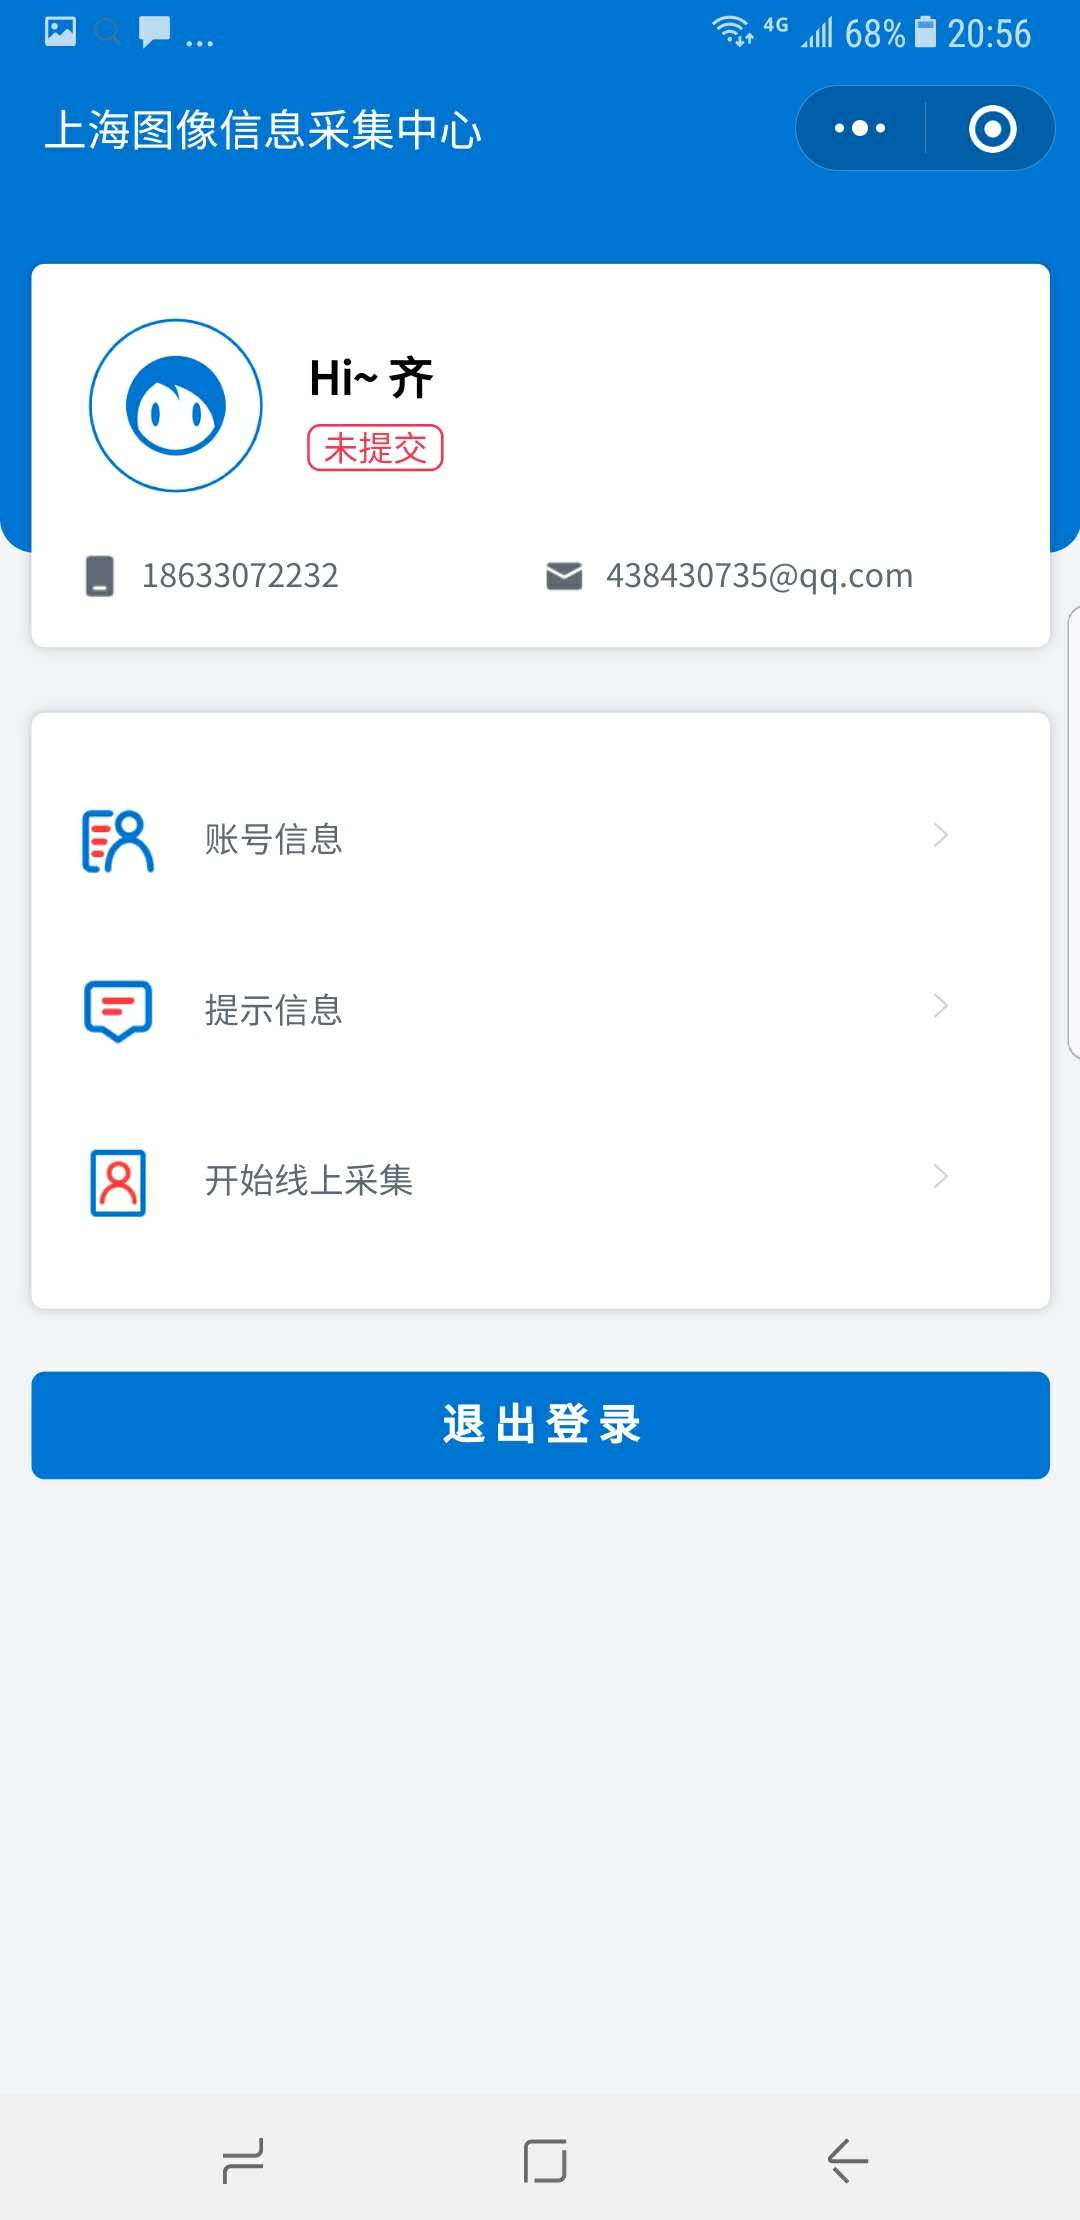 ... 4G 68% 20:56
上海图像信息采集中心
Hi~ 齐
未提交
18633072232 438430735@qq.com
账号信息
提示信息
开始线上采集
退出登录